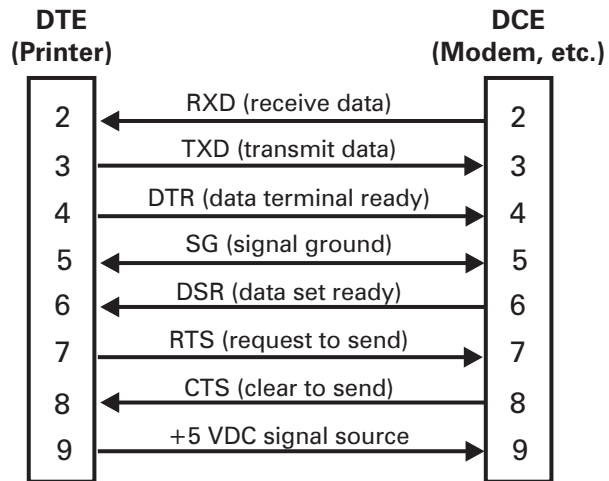 DTE DCE
(Printer) (Modem, etc.)
2 RXD (receive data) 2
3 TXD (transmit data) 3
4 DTR (data terminal ready) 4
5 SG (signal ground) 5
6 DSR (data set ready) 6
7 RTS (request to send) 7
8 CTS (clear to send) 8
9 +5 VDC signal source 9